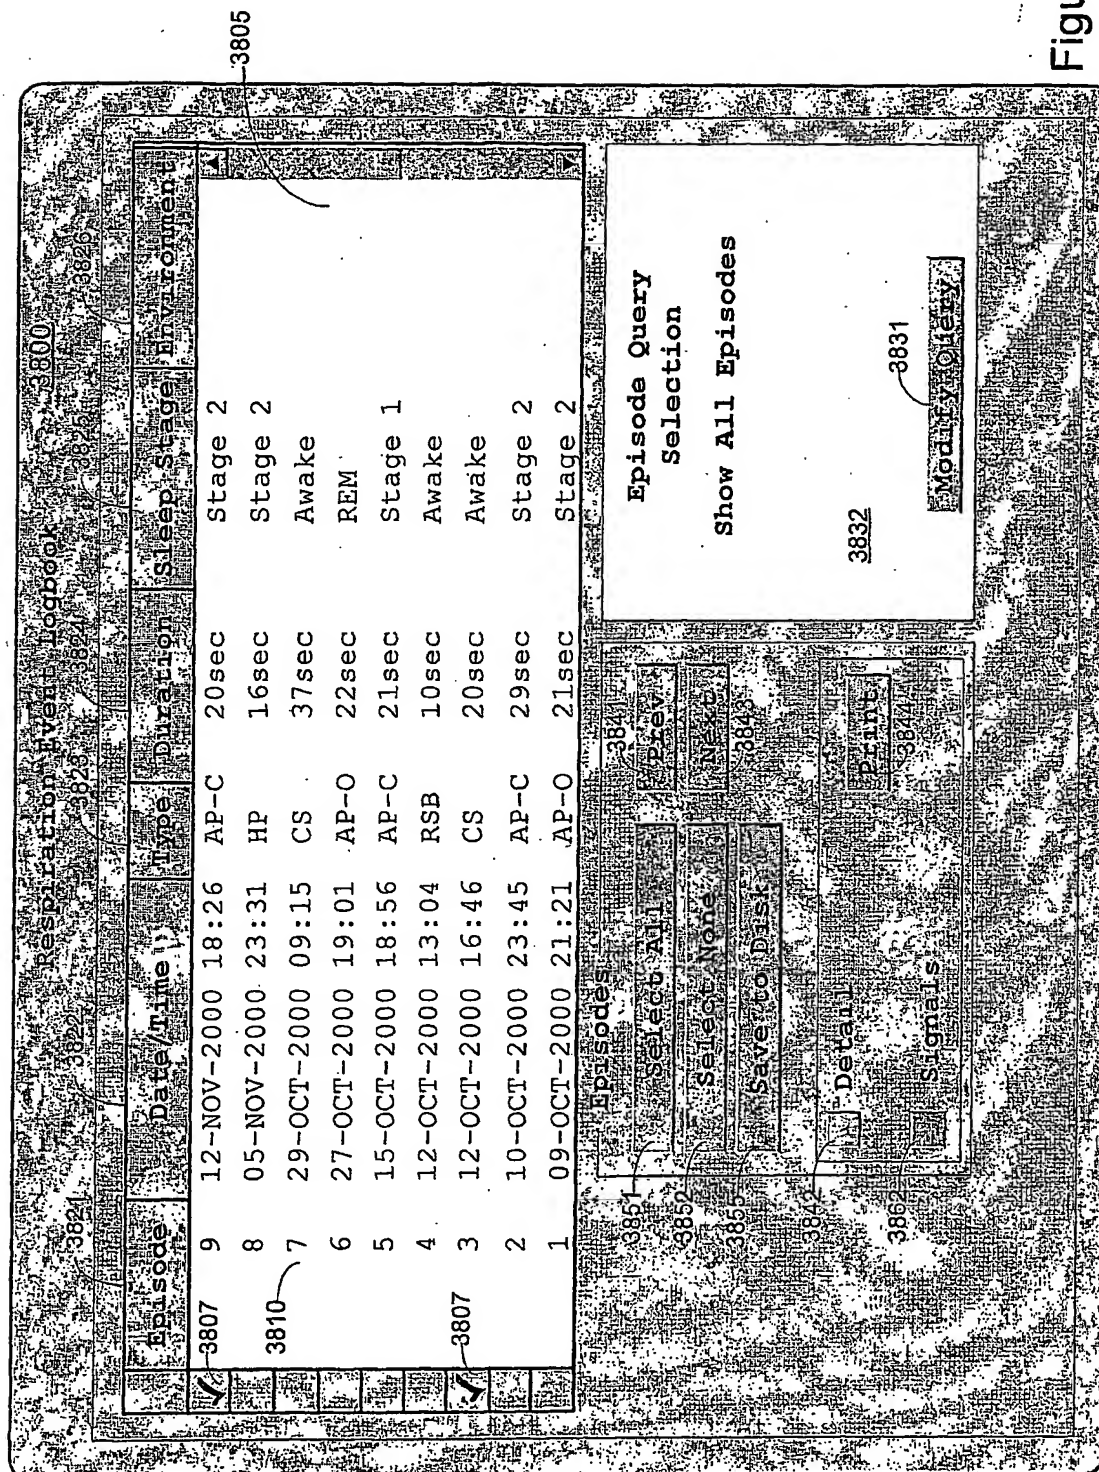 Respiration Event Logbook 3800
3821 3822 3823 3824 3825 3826
Episode Date/Time Type Duration Sleep Stage Environment
3807 9 12-NOV-2000 18:26 AP-C 20sec Stage 2
8 05-NOV-2000 23:31 HP 16sec Stage 2
3810 7 29-OCT-2000 09:15 CS 37sec Awake
6 27-OCT-2000 19:01 AP-O 22sec REM
5 15-OCT-2000 18:56 AP-C 21sec Stage 1
4 12-OCT-2000 13:04 RSB 10sec Awake
3807 3 12-OCT-2000 16:46 CS 20sec Awake
2 10-OCT-2000 23:45 AP-C 29sec Stage 2
1 09-OCT-2000 21:21 AP-O 21sec Stage 2
3805
Episodes
3851 Select All 3841 Prev
3852 Select None Next
3855 Save to Disk 3843
3842 Detail Print
3862 Signals 3844
Episode Query
Selection
Show All Episodes
3832
3831
Modify Query